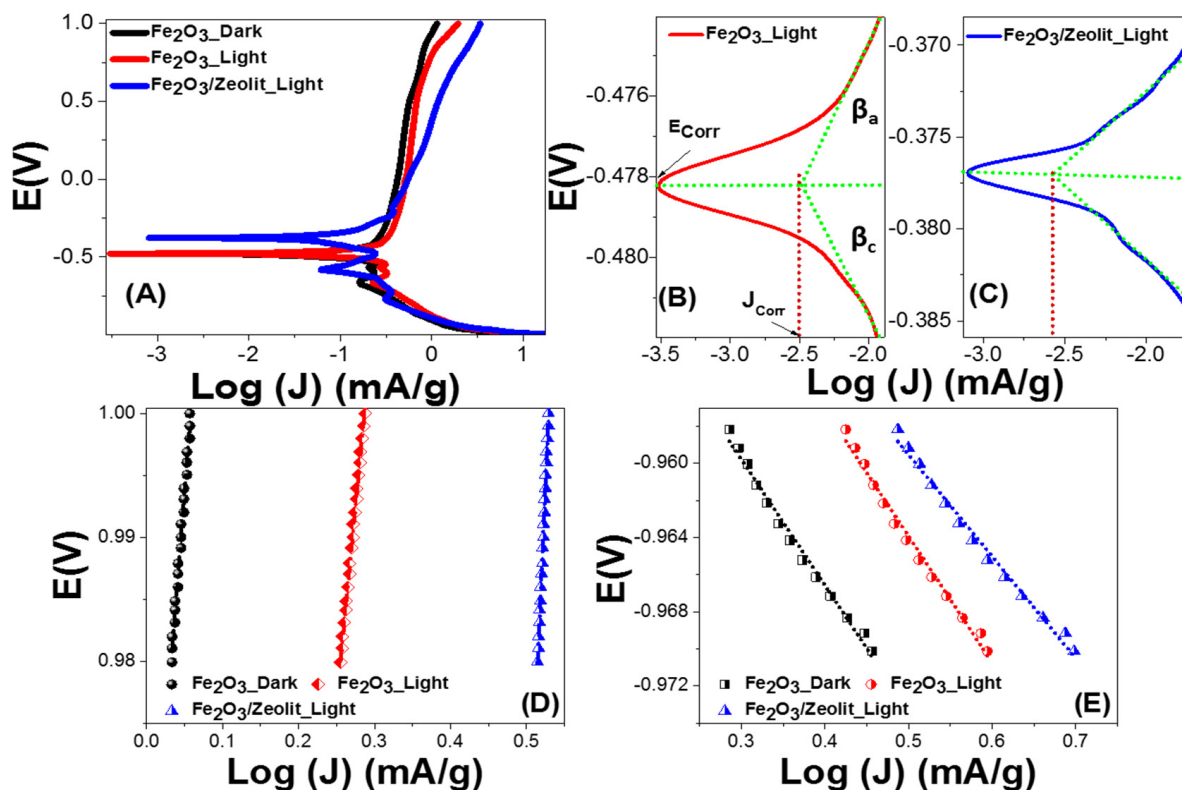 Fe2O3_Dark
Fe2O3_Light
Fe2O3/Zeolit_Light
E(V)
1.0
0.5
0.0
-0.5
(A)
-3
-2
-1
0
1
Log (J) (mA/g)
Fe2O3_Light
E(V)
-0.476
-0.478
-0.480
ECorr
βa
βc
JCorr
(B)
-3.5
-3.0
-2.5
-2.0
Fe2O3/Zeolit_Light
-0.370
-0.375
-0.380
-0.385
(C)
-3.0
-2.5
-2.0
Log (J) (mA/g)
E(V)
1.00
0.99
0.98
Fe2O3_Dark
Fe2O3_Light
Fe2O3/Zeolit_Light
(D)
0.0
0.1
0.2
0.3
0.4
0.5
Log (J) (mA/g)
E(V)
-0.960
-0.964
-0.968
-0.972
Fe2O3_Dark
Fe2O3_Light
Fe2O3/Zeolit_Light
(E)
0.3
0.4
0.5
0.6
0.7
Log (J) (mA/g)